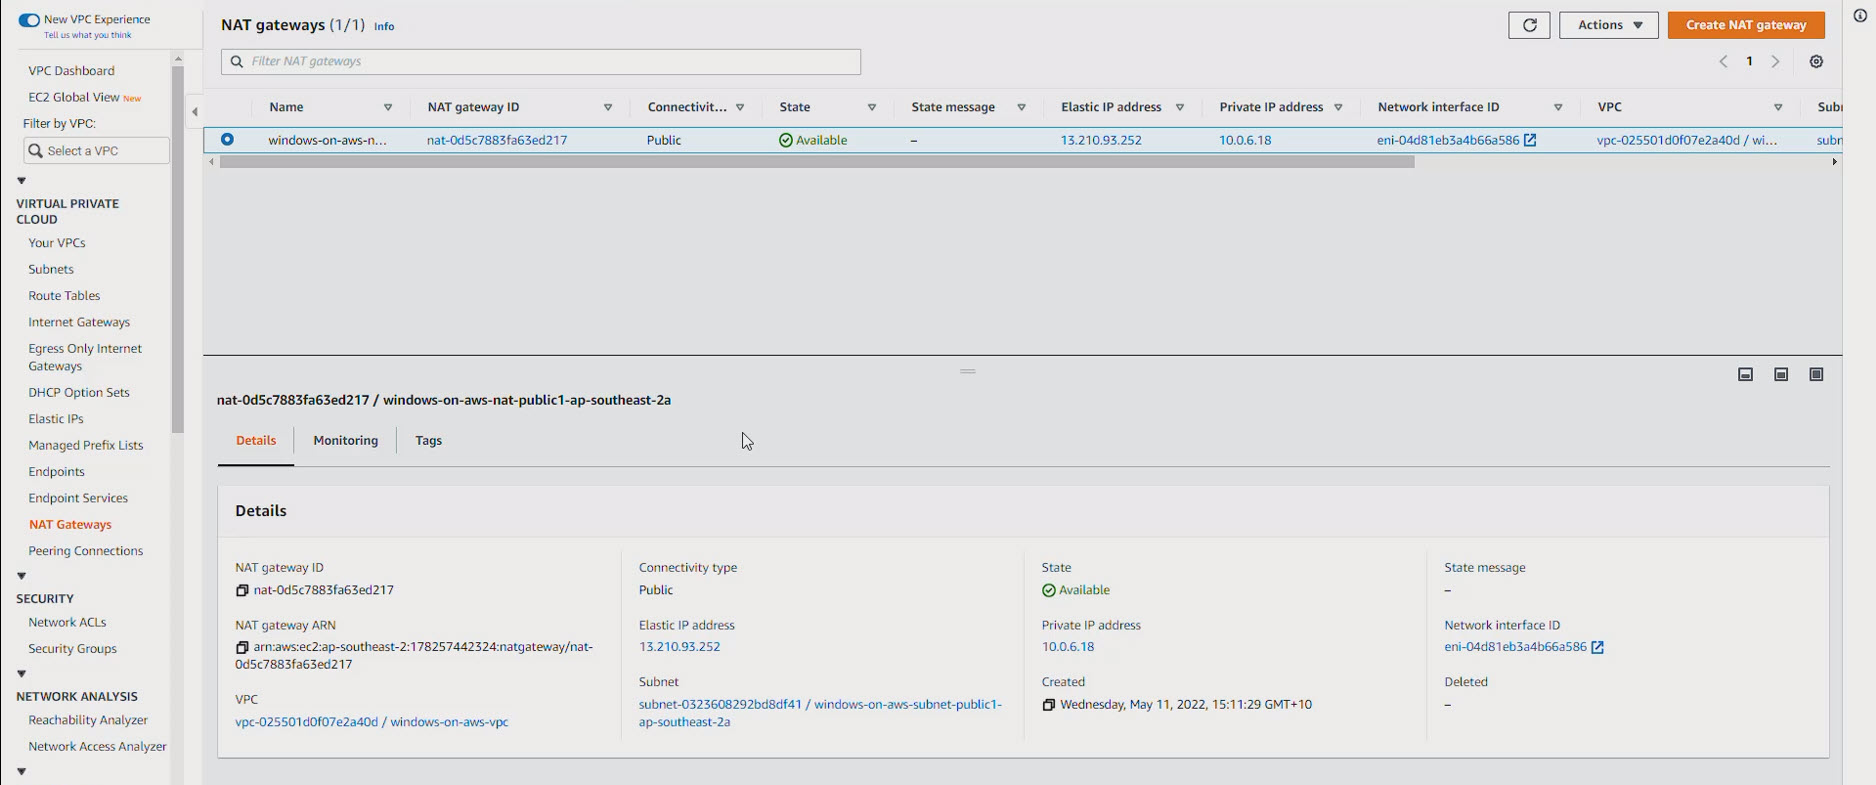 New VPC Experience
Tell us what you think
VPC Dashboard
EC2 Global View New
Filter by VPC:
Select a VPC
VIRTUAL PRIVATE
CLOUD
Your VPCs
Subnets
Route Tables
Internet Gateways
Egress Only Internet
Gateways
DHCP Option Sets
Elastic IPs
Managed Prefix Lists
Endpoints
Endpoint Services
NAT Gateways
Peering Connections
SECURITY
Network ACLs
Security Groups
NETWORK ANALYSIS
Reachability Analyzer
Network Access Analyzer
NAT gateways (1/1) Info
Actions
Create NAT gateway
Filter NAT gateways
1
Name NAT gateway ID Connectivit... State State message Elastic IP address Private IP address Network interface ID VPC Subn
windows-on-aws-n... nat-0d5c7883fa63ed217 Public Available – 13.210.93.252 10.0.6.18 eni-04d81eb3a4b66a586 vpc-025501d0f07e2a40d / wi... subn
nat-0d5c7883fa63ed217 / windows-on-aws-nat-public1-ap-southeast-2a
Details Monitoring Tags
Details
NAT gateway ID
nat-0d5c7883fa63ed217
NAT gateway ARN
arn:aws:ec2:ap-southeast-2:178257442324:natgateway/nat-
0d5c7883fa63ed217
VPC
vpc-025501d0f07e2a40d / windows-on-aws-vpc
Connectivity type
Public
Elastic IP address
13.210.93.252
Subnet
subnet-0323608292bd8df41 / windows-on-aws-subnet-public1-
ap-southeast-2a
State
Available
Private IP address
10.0.6.18
Created
Wednesday, May 11, 2022, 15:11:29 GMT+10
State message
–
Network interface ID
eni-04d81eb3a4b66a586
Deleted
–